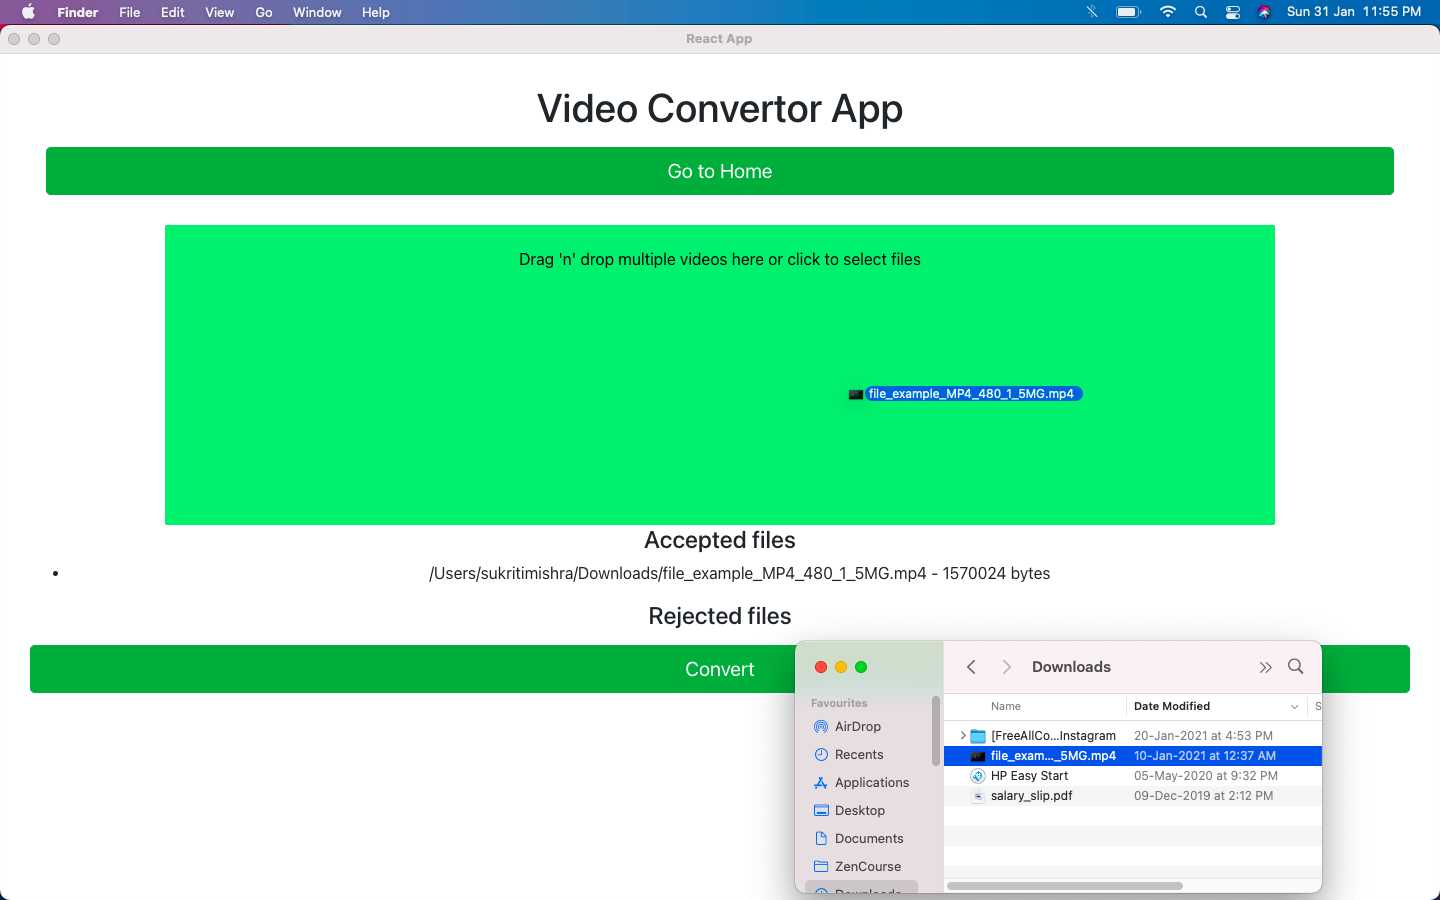 Finder File Edit View Go Window Help Sun 31 Jan 11:55 PM
React App
Video Convertor App
Go to Home
Drag 'n' drop multiple videos here or click to select files
file_example_MP4_480_1_5MG.mp4
Accepted files
• /Users/sukritimishra/Downloads/file_example_MP4_480_1_5MG.mp4 - 1570024 bytes
Rejected files
Convert
Downloads
Favourites
AirDrop
Recents
Applications
Desktop
Documents
ZenCourse
Downloads
Name Date Modified S
[FreeAllCo...Instagram 20-Jan-2021 at 4:53 PM
file_exam..._5MG.mp4 10-Jan-2021 at 12:37 AM
HP Easy Start 05-May-2020 at 9:32 PM
salary_slip.pdf 09-Dec-2019 at 2:12 PM